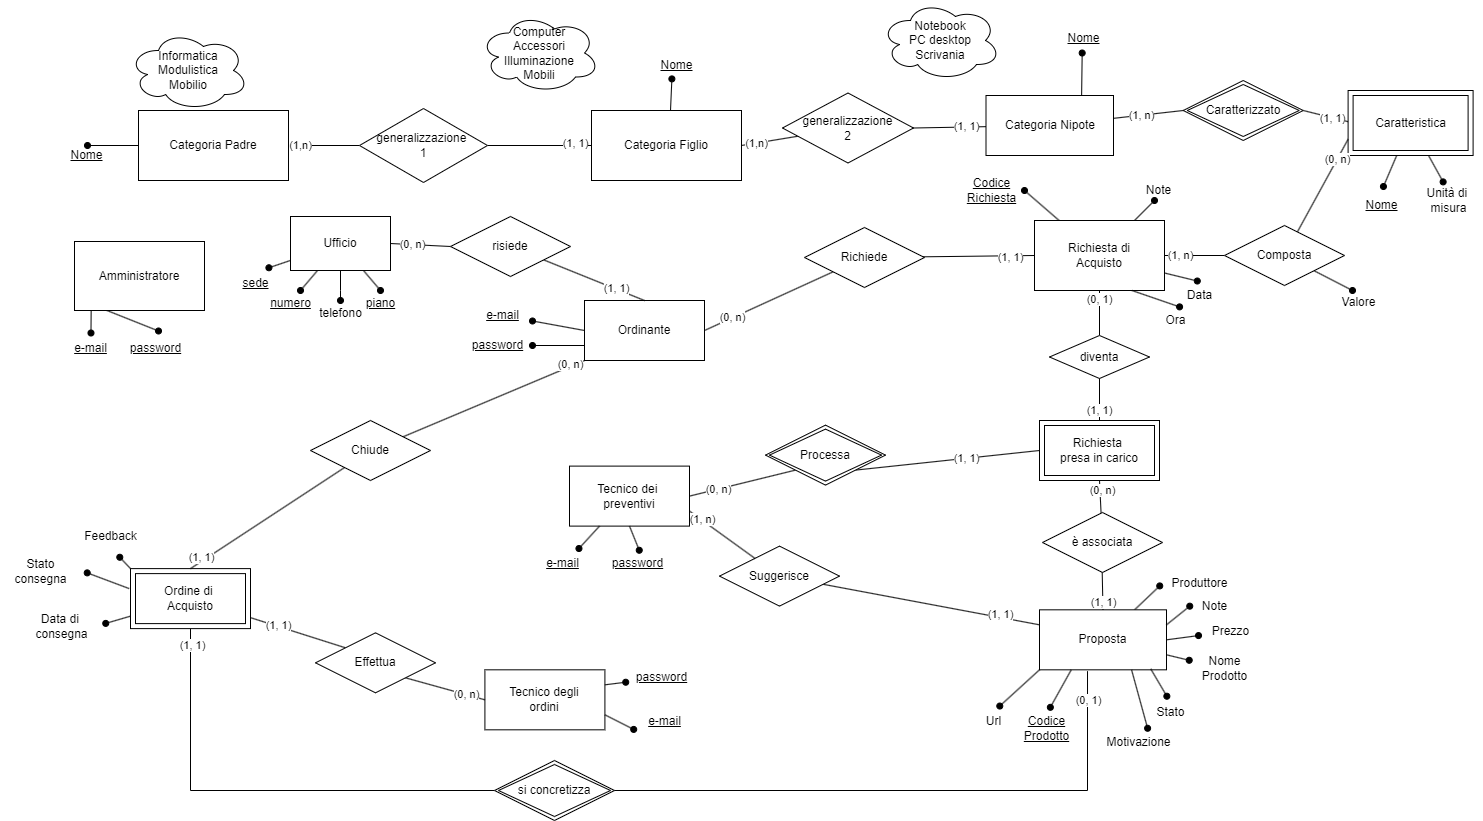 Informatica
Modulistica
Mobilio
Computer
Accessori
Illuminazione
Mobili
Notebook
PC desktop
Scrivania
Nome
Categoria Padre
(1,n)
generalizzazione
1
(1, 1)
Nome
Categoria Figlio
(1,n)
generalizzazione
2
(1, 1)
Nome
Categoria Nipote
(1, n)
Caratterizzato
(1, 1)
Caratteristica
(0, n)
Nome
Unità di
misura
Amministratore
e-mail
password
Ufficio
sede
numero
telefono
piano
(0, n)
risiede
(1, 1)
e-mail
password
Ordinante
(0, n)
(0, n)
Richiede
(1, 1)
Codice
Richiesta
Note
Richiesta di
Acquisto
(1, n)
Composta
Valore
Data
Ora
(0, 1)
diventa
(1, 1)
Richiesta
presa in carico
(0, n)
Chiude
(1, 1)
Processa
(1, 1)
(0, n)
Tecnico dei
preventivi
(1, n)
e-mail
password
Suggerisce
(1, 1)
è associata
(1, 1)
Feedback
Stato
consegna
Data di
consegna
Ordine di
Acquisto
(1, 1)
(1, 1)
Effettua
(0, n)
Tecnico degli
ordini
password
e-mail
Proposta
Produttore
Note
Prezzo
Nome
Prodotto
Stato
Motivazione
Codice
Prodotto
Url
(0, 1)
si concretizza